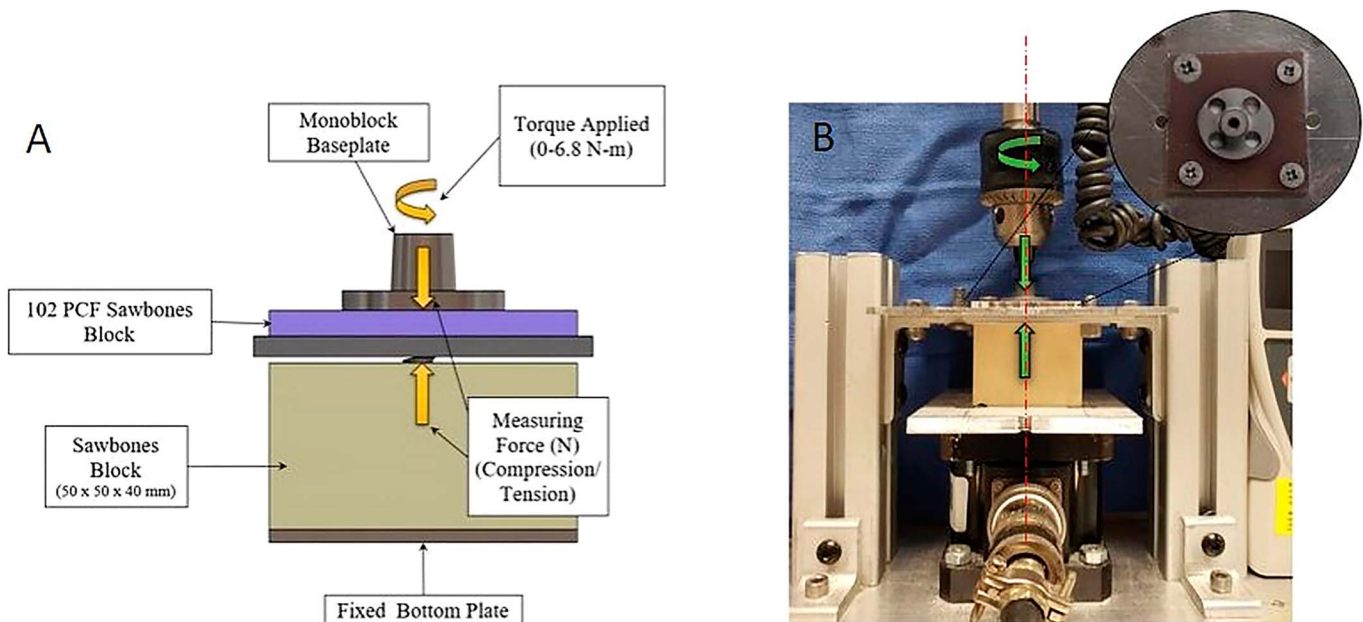 A
Monoblock
Baseplate
Torque Applied
(0-6.8 N-m)
102 PCF Sawbones
Block
Sawbones
Block
(50 x 50 x 40 mm)
Measuring
Force (N)
(Compression/
Tension)
Fixed Bottom Plate
B